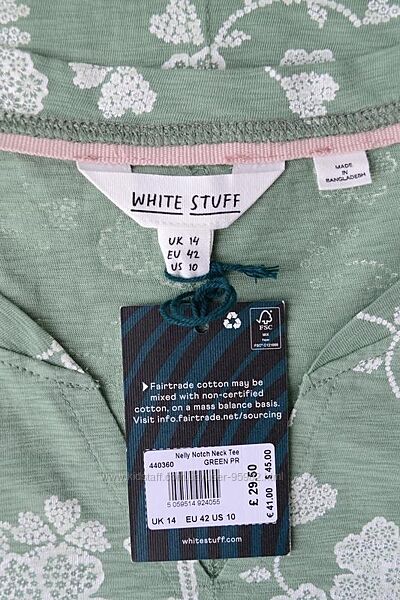 WHITE STUFF
UK 14
EU 42
US 10
MADE
IN
BANGLADESH
FSC
MIX
Paper
Fairtrade cotton may be
mixed with non-certified
cotton, on a mass balance basis.
Visit info.fairtrade.net/sourcing
Nelly Notch Neck Tee
440360 GREEN PR
5 059514 924055
£ 29.50
€ 41.00 $ 45.00
UK 14 EU 42 US 10
whitestuff.com